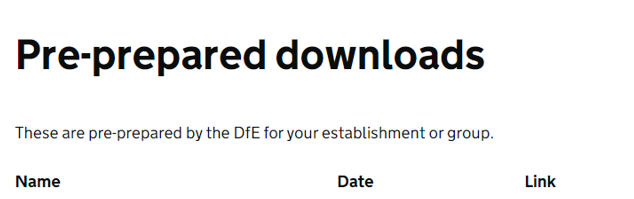 Pre-prepared downloads
These are pre-prepared by the DfE for your establishment or group.
Name Date Link